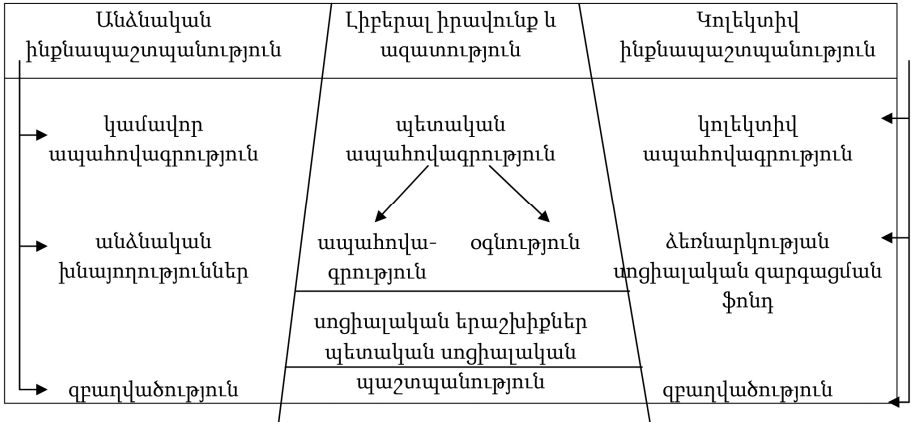 Անձնական
ինքնապաշտպանություն
Լիբերալ իրավունք և
ազատություն
Կոլեկտիվ
ինքնապաշտպանություն
կամավոր
ապահովագրություն
պետական
ապահովագրություն
կոլեկտիվ
ապահովագրություն
անձնական
խնայողություններ
ապահովա-
գրություն
օգնություն
ձեռնարկության
սոցիալական զարգացման
ֆոնդ
սոցիալական երաշխիքներ
պետական սոցիալական
պաշտպանություն
զբաղվածություն
զբաղվածություն